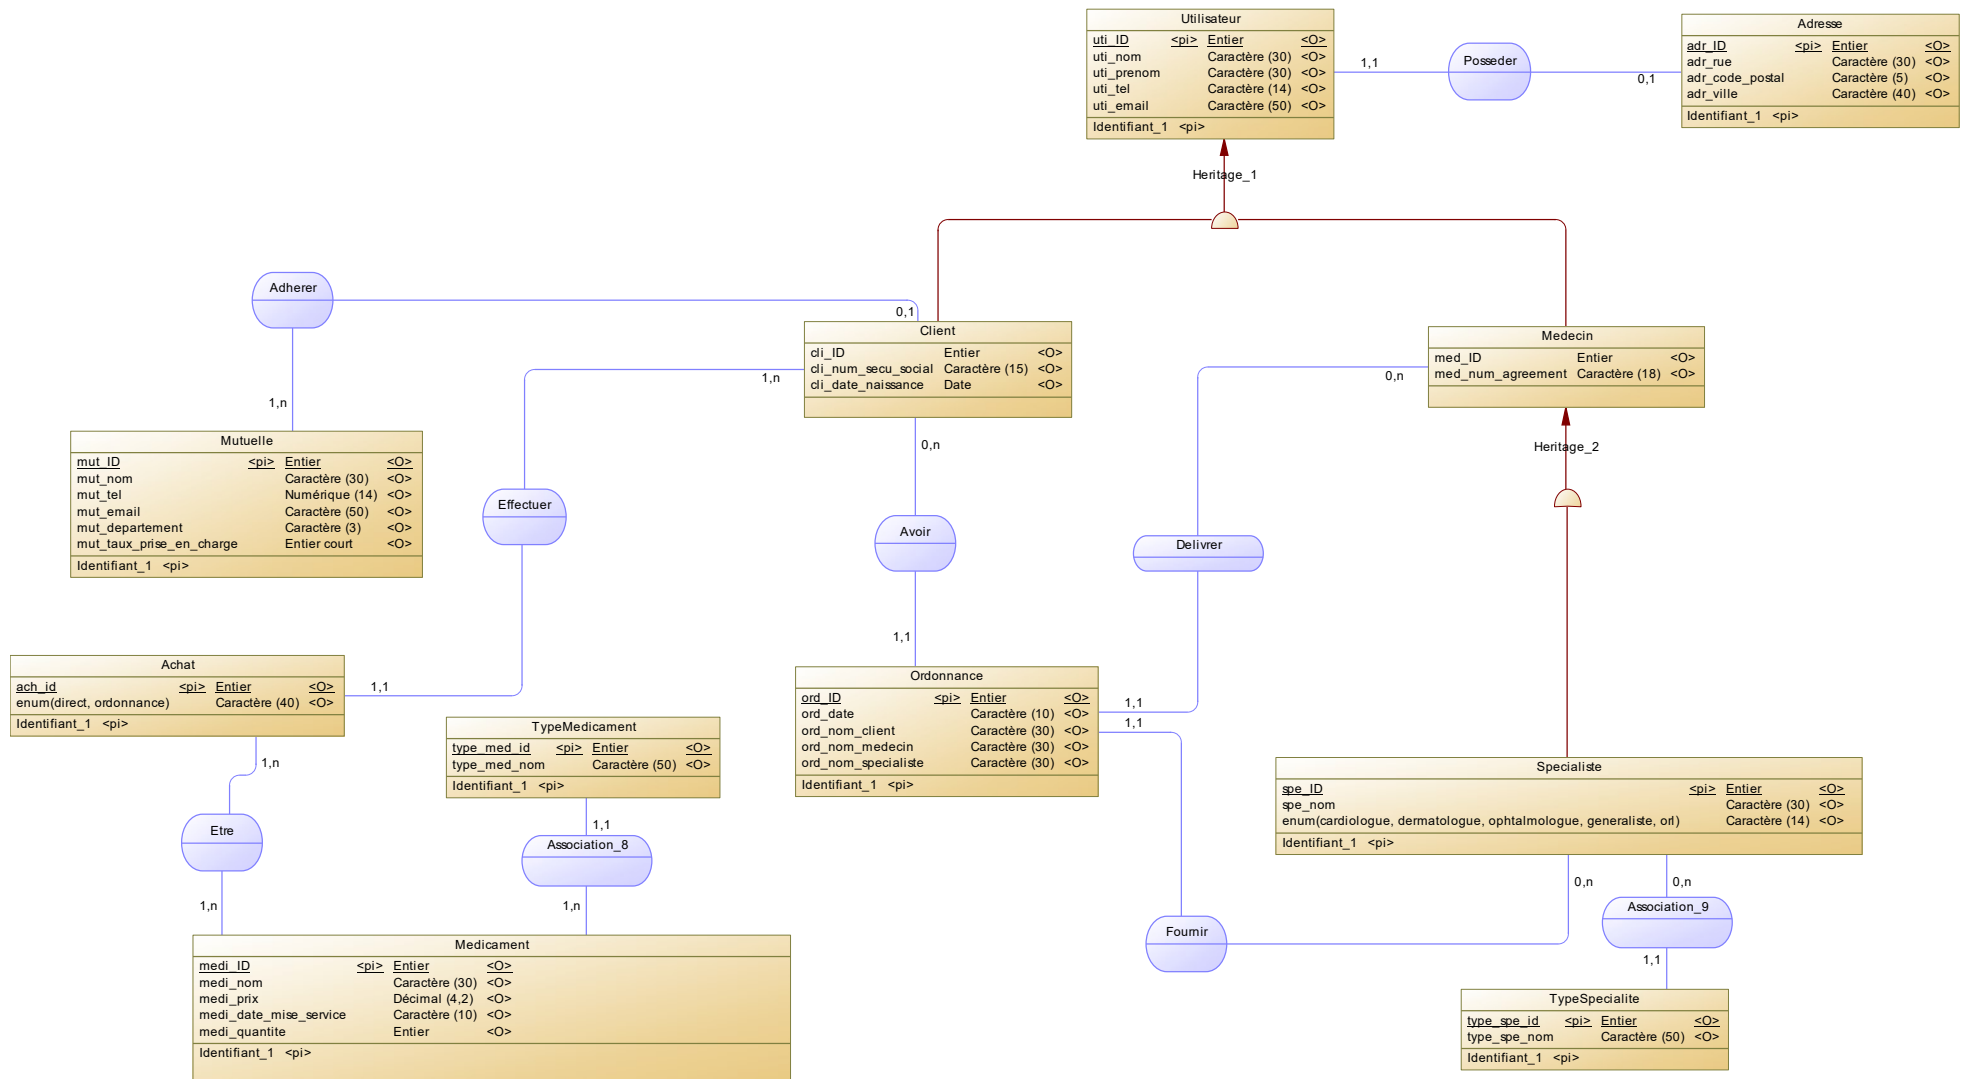 Utilisateur
uti_ID <pi> Entier <O>
uti_nom Caractère (30) <O>
uti_prenom Caractère (30) <O>
uti_tel Caractère (14) <O>
uti_email Caractère (50) <O>
Identifiant_1 <pi>
1,1
Posseder
0,1
Adresse
adr_ID <pi> Entier <O>
adr_rue Caractère (30) <O>
adr_code_postal Caractère (5) <O>
adr_ville Caractère (40) <O>
Identifiant_1 <pi>
Heritage_1
Adherer
0,1
1,n
Client
cli_ID Entier <O>
cli_num_secu_social Caractère (15) <O>
cli_date_naissance Date <O>
1,n
0,n
Medecin
med_ID Entier <O>
med_num_agreement Caractère (18) <O>
0,n
Heritage_2
Mutuelle
mut_ID <pi> Entier <O>
mut_nom Caractère (30) <O>
mut_tel Numérique (14) <O>
mut_email Caractère (50) <O>
mut_departement Caractère (3) <O>
mut_taux_prise_en_charge Entier court <O>
Identifiant_1 <pi>
Effectuer
Avoir
Delivrer
1,1
Achat
ach_id <pi> Entier <O>
enum(direct, ordonnance) Caractère (40) <O>
Identifiant_1 <pi>
1,1
1,n
TypeMedicament
type_med_id <pi> Entier <O>
type_med_nom Caractère (50) <O>
Identifiant_1 <pi>
1,1
Ordonnance
ord_ID <pi> Entier <O>
ord_date Caractère (10) <O>
ord_nom_client Caractère (30) <O>
ord_nom_medecin Caractère (30) <O>
ord_nom_specialiste Caractère (30) <O>
Identifiant_1 <pi>
1,1
1,1
Specialiste
spe_ID <pi> Entier <O>
spe_nom Caractère (30) <O>
enum(cardiologue, dermatologue, ophtalmologue, generaliste, orl) Caractère (14) <O>
Identifiant_1 <pi>
Etre
Association_8
1,n
1,n
0,n
0,n
Fournir
Association_9
1,1
Medicament
medi_ID <pi> Entier <O>
medi_nom Caractère (30) <O>
medi_prix Décimal (4,2) <O>
medi_date_mise_service Caractère (10) <O>
medi_quantite Entier <O>
Identifiant_1 <pi>
TypeSpecialite
type_spe_id <pi> Entier <O>
type_spe_nom Caractère (50) <O>
Identifiant_1 <pi>